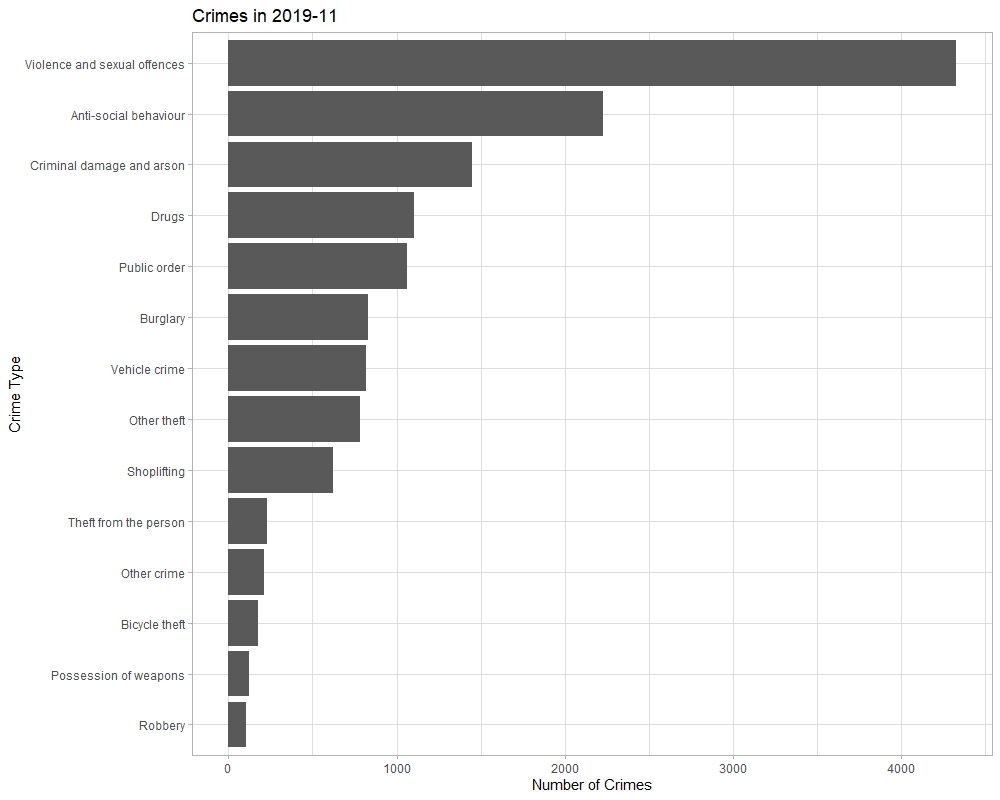 Crimes in 2019-11
Crime Type
Violence and sexual offences
Anti-social behaviour
Criminal damage and arson
Drugs
Public order
Burglary
Vehicle crime
Other theft
Shoplifting
Theft from the person
Other crime
Bicycle theft
Possession of weapons
Robbery
0 1000 2000 3000 4000
Number of Crimes